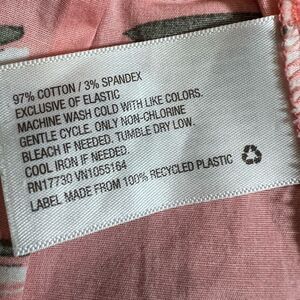 97% COTTON / 3% SPANDEX
EXCLUSIVE OF ELASTIC
MACHINE WASH COLD WITH LIKE COLORS.
GENTLE CYCLE. ONLY NON-CHLORINE
BLEACH IF NEEDED. TUMBLE DRY LOW.
COOL IRON IF NEEDED.
RN17730 VN1055164
LABEL MADE FROM 100% RECYCLED PLASTIC